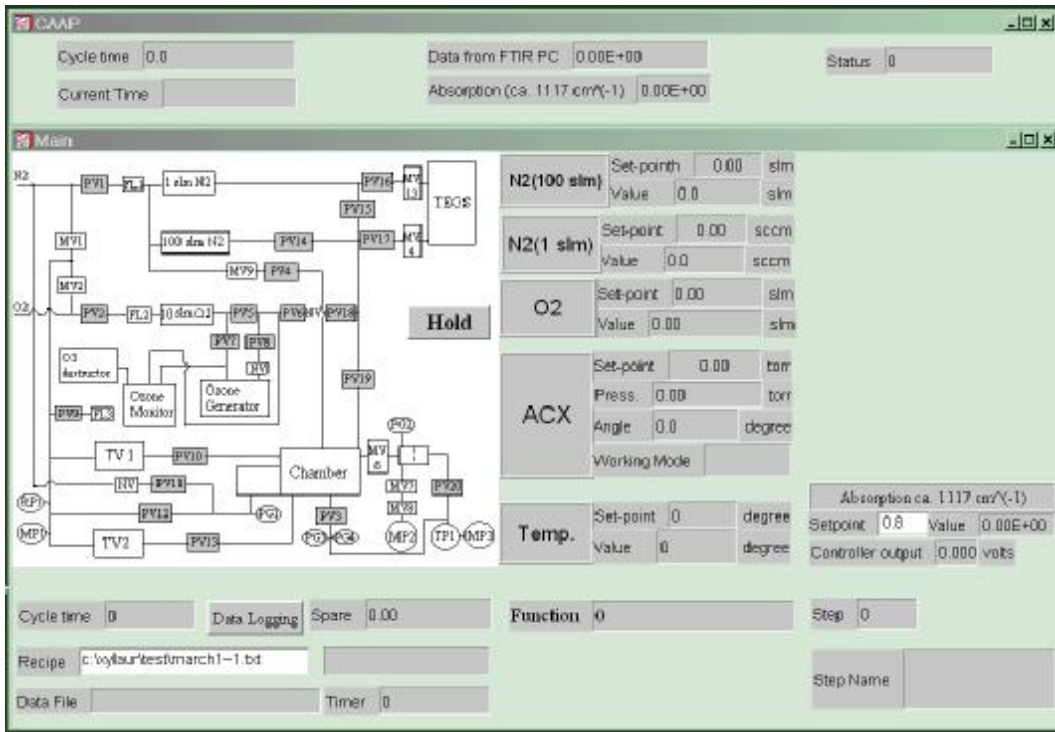 CAAP
Cycle time 0.0
Data from FTIR PC 0.00E+00
Status 0
Current Time
Absorption (ca. 1117 cm^(-1) 0.00E+00
Main
N2 PV1 FL1 1 slm N2 PV16 MV 13 TEOS
PV15
MV1 100 slm N2 PV14 PV17 MV 4
MV9 PV4
MV2
O2 PV2 FL2 10 slm O2 PV5 PV6 NV PV18
Hold
PV7 PV8
O3 destructor
NV
PV19
Ozone Monitor
Ozone Generator
PV9 FL3
PG2
TV 1 PV10 Chamber MV 6
NV PV11 MV7 PV20
RP1 PV12 PG1 PV3 MV8
MP1 TV2 PV13 MP2 TP1 MP3
N2(100 slm) Set-pointh 0.00 slm
Value 0.0 slm
N2(1 slm) Set-point 0.00 sccm
Value 0.0 sccm
O2 Set-point 0.00 slm
Value 0.00 slm
ACX Set-point 0.00 torr
Press. 0.00 torr
Angle 0.0 degree
Working Mode
Temp. Set-point 0 degree
Value 0 degree
Absorption ca. 1117 cm^(-1)
Setpoint 0.8 Value 0.00E+00
Controller output 0.000 volts
Cycle time 0 Data Logging Spare 0.00 Function 0 Step 0
Recipe c:\xyllaur\test\march1-1.txt
Step Name
Data File Timer 0